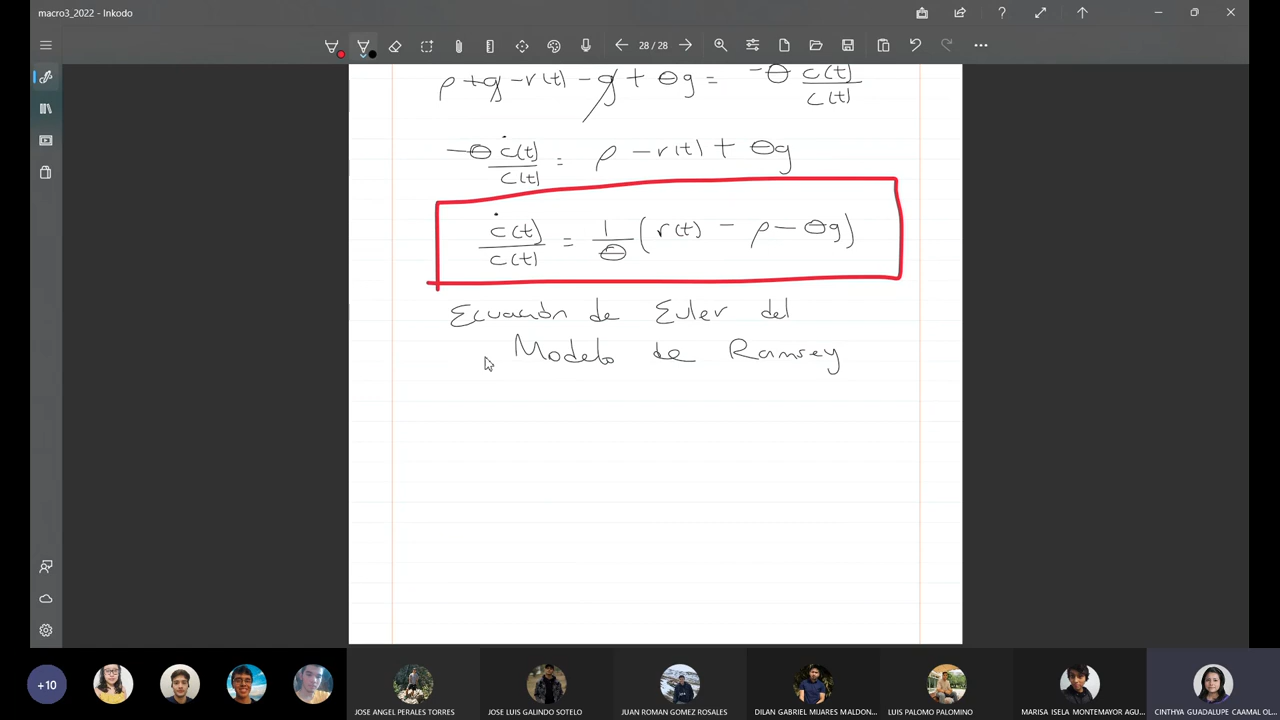 macro3_2022 - Inkodo
28 / 28
ρ + g - r(t) - g + θg = -θ c(t)/c(t)
-θ ċ(t)/c(t) = ρ - r(t) + θg
ċ(t)/c(t) = 1/θ (r(t) - ρ - θg)
Ecuación de Euler del
Modelo de Ramsey
+10
JOSE ANGEL PERALES TORRES
JOSE LUIS GALINDO SOTELO
JUAN ROMAN GOMEZ ROSALES
DILAN GABRIEL MIJARES MALDON...
LUIS PALOMO PALOMINO
MARISA ISELA MONTEMAYOR AGU...
CINTHYA GUADALUPE CAAMAL OL...